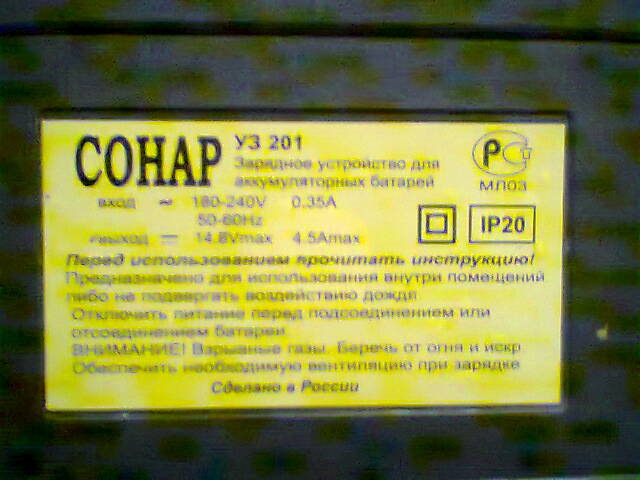 СОНАР УЗ 201
Зарядное устройство для
аккумуляторных батарей
МЛ03
вход ~ 180-240V 0.35A
50-60Hz
выход 14.8Vmax 4.5Amax
IP20
Перед использованием прочитать инструкцию!
Предназначено для использования внутри помещений
либо не подвергать воздействию дождя
Отключить питание перед подсоединением или
отсоединением батареи.
ВНИМАНИЕ! Взрывные газы. Беречь от огня и искр
Обеспечить необходимую вентиляцию при зарядке
Сделано в России